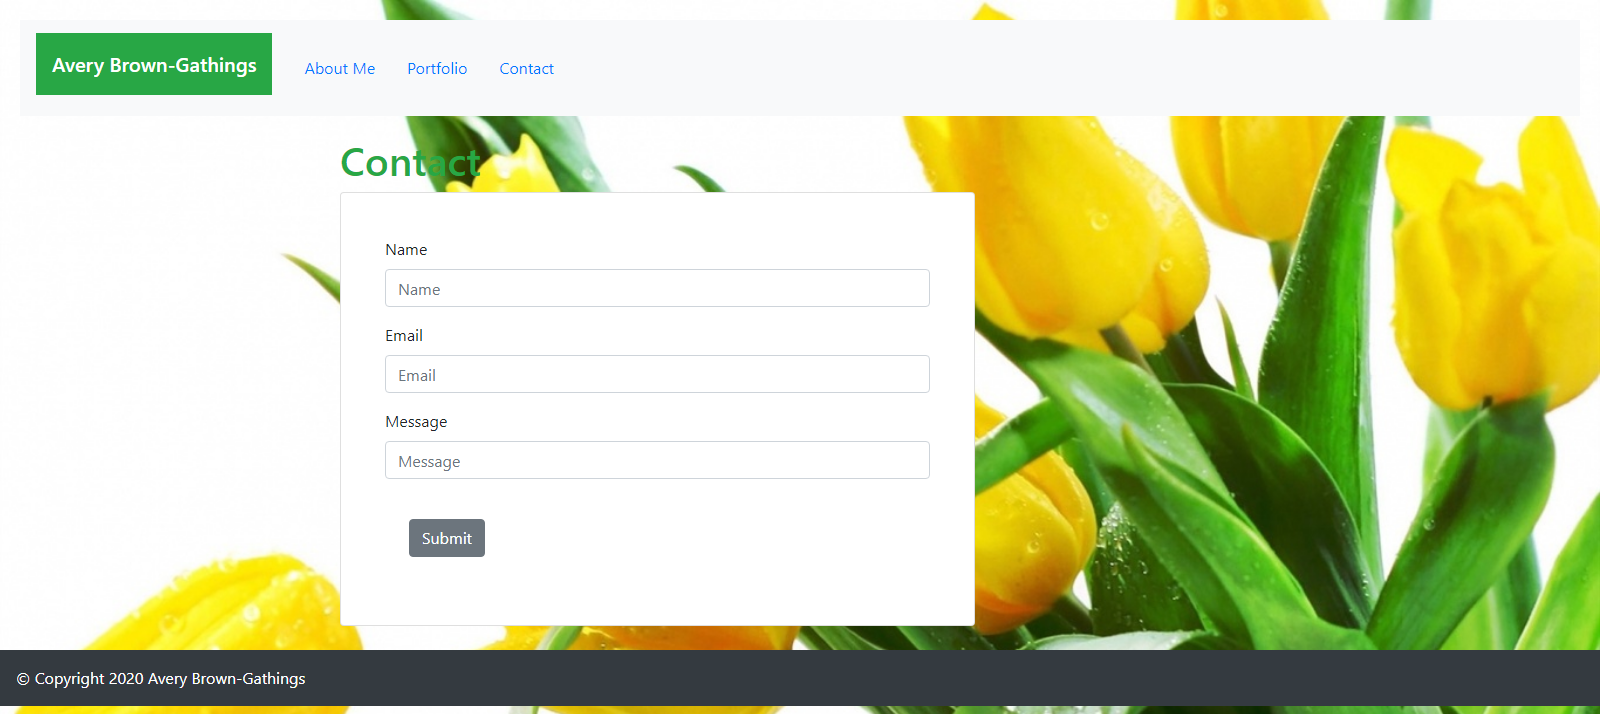 Avery Brown-Gathings
About Me Portfolio Contact
Contact
Name
Name
Email
Email
Message
Message
Submit
© Copyright 2020 Avery Brown-Gathings